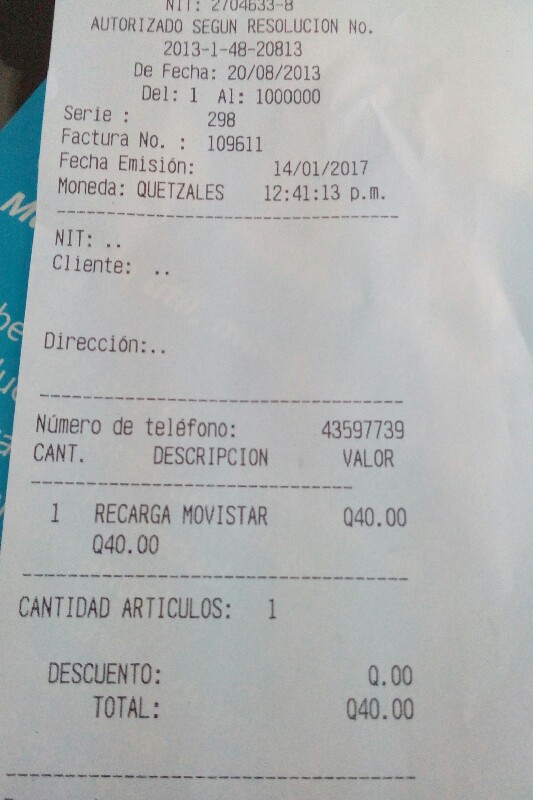 NIT: 2704633-8
AUTORIZADO SEGUN RESOLUCION No.
2013-1-48-20813
De Fecha: 20/08/2013
Del: 1 Al: 1000000
Serie : 298
Factura No. : 109611
Fecha Emisión: 14/01/2017
Moneda: QUETZALES 12:41:13 p.m.
NIT: ..
Cliente: ..
Dirección:..
Número de teléfono: 43597739
CANT. DESCRIPCION VALOR
1 RECARGA MOVISTAR Q40.00
Q40.00
CANTIDAD ARTICULOS: 1
DESCUENTO: Q.00
TOTAL: Q40.00